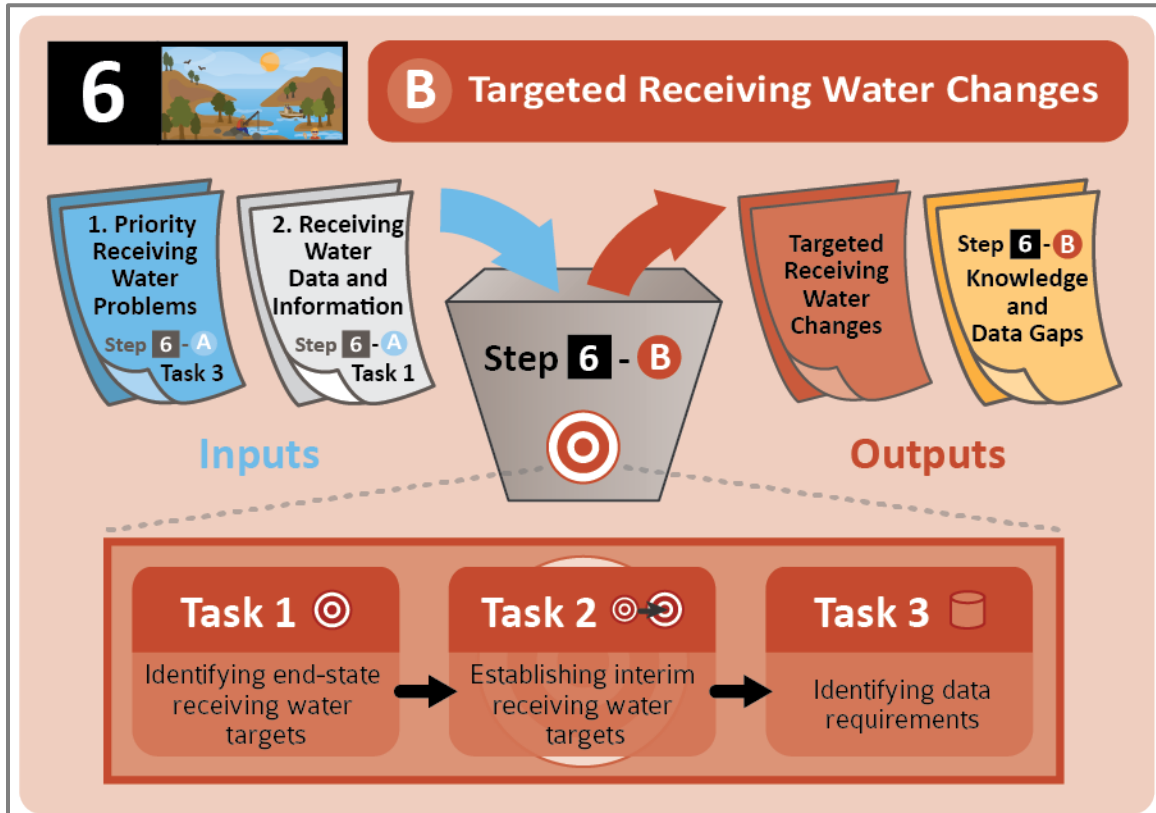 6
B Targeted Receiving Water Changes
1. Priority
Receiving
Water
Problems
Step 6 - A
Task 3
2. Receiving
Water
Data and
Information
Step 6 - A
Task 1
Step 6 - B
Targeted
Receiving
Water
Changes
Step 6 - B
Knowledge
and
Data Gaps
Inputs
Outputs
Task 1
Identifying end-state
receiving water
targets
Task 2
Establishing interim
receiving water
targets
Task 3
Identifying data
requirements